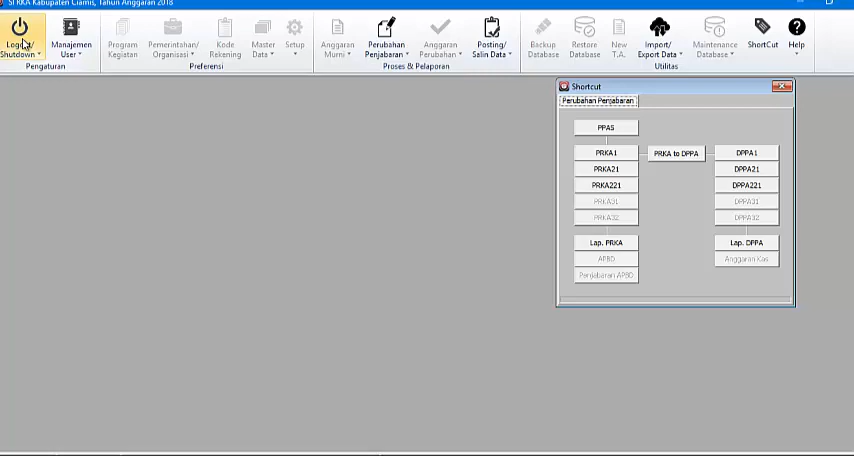 SI RKA Kabupaten Ciamis, Tahun Anggaran 2018
Logout/ Shutdown
Manajemen User
Program Kegiatan
Pemerintahan/ Organisasi
Kode Rekening
Master Data
Setup
Anggaran Murni
Perubahan Penjabaran
Anggaran Perubahan
Posting/ Salin Data
Backup Database
Restore Database
New T.A.
Import/ Export Data
Maintenance Database
ShortCut
Help
Pengaturan
Preferensi
Proses & Pelaporan
Utilitas
Shortcut
Perubahan Penjabaran
PPAS
PRKA1
PRKA to DPPA
DPPA1
PRKA21
DPPA21
PRKA221
DPPA221
PRKA31
DPPA31
PRKA32
DPPA32
Lap. PRKA
Lap. DPPA
APBD
Anggaran Kas
Penjabaran APBD